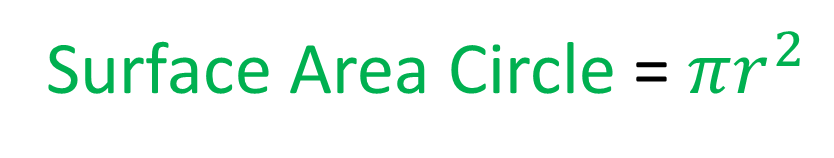 Surface Area Circle = πr²